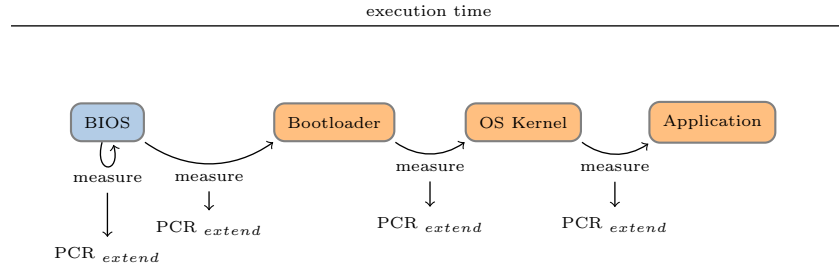 execution time
BIOS
Bootloader
OS Kernel
Application
measure
measure
measure
measure
PCR extend
PCR extend
PCR extend
PCR extend